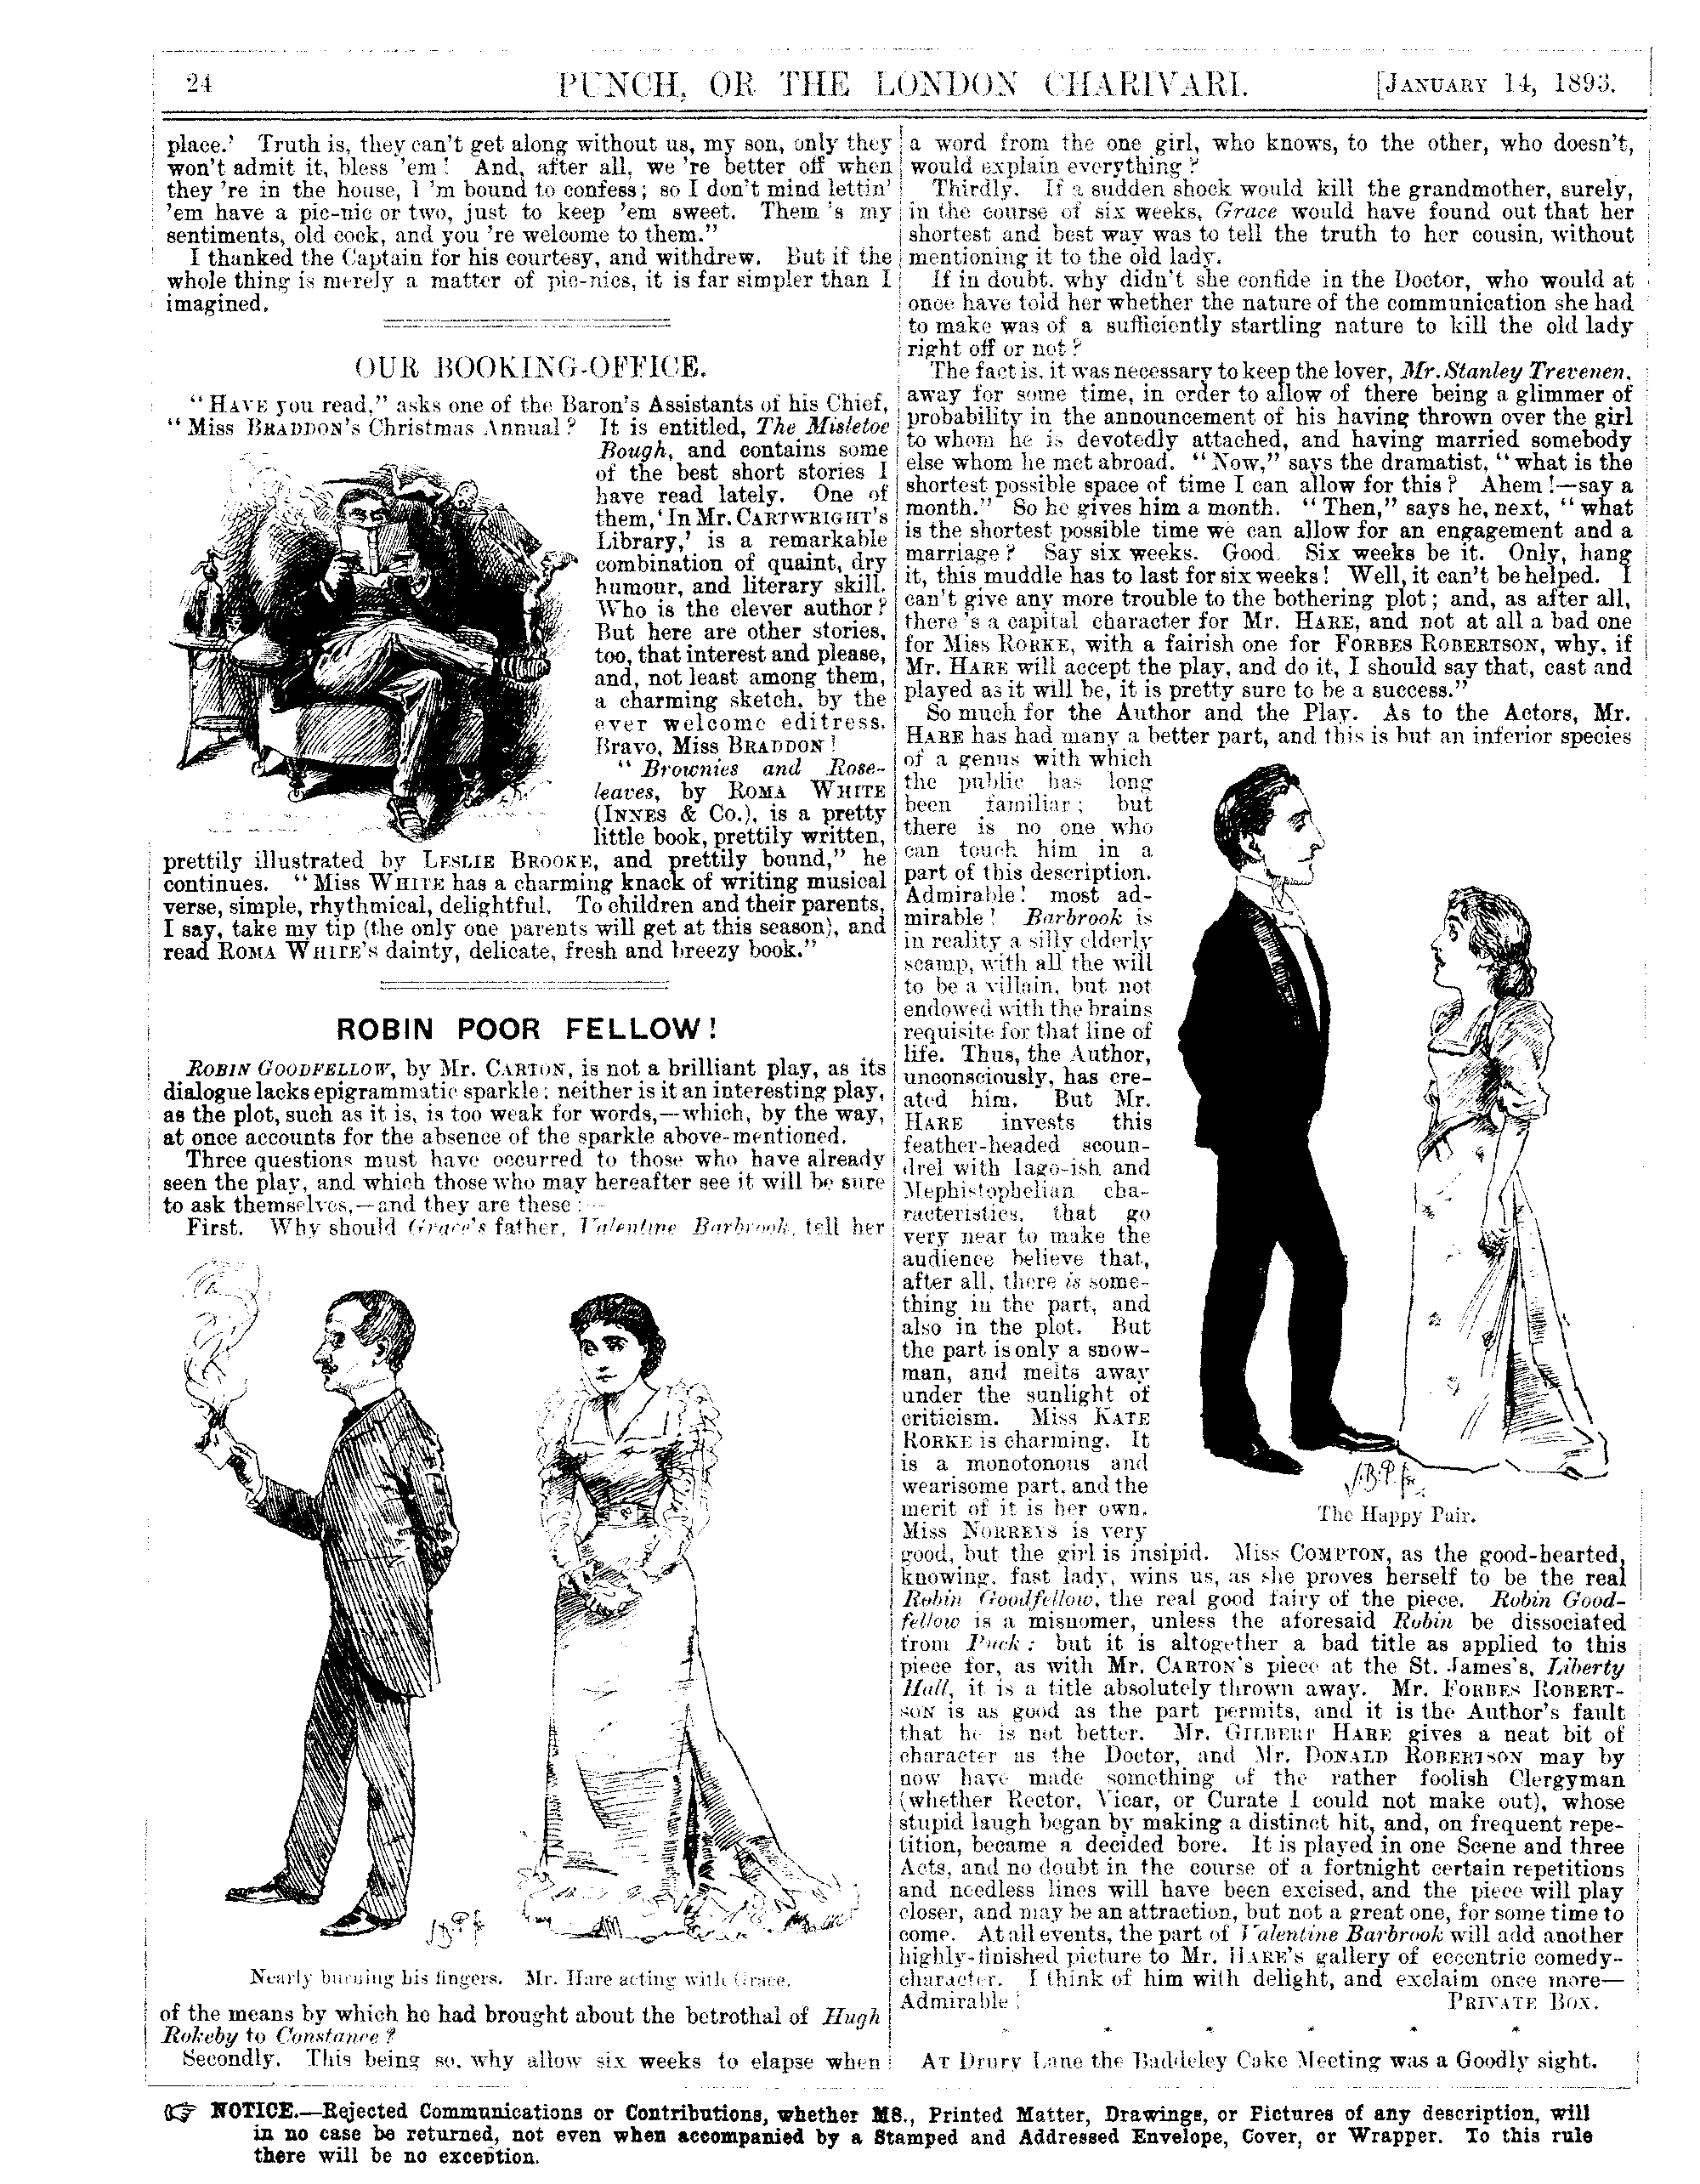 24
PUNCH, OR THE LONDON CHARIVARI.
[JANUARY 14, 1893.
place.' Truth is, they can't get along without us, my son, only they
won't admit it, bless 'em! And, after all, we 're better off when
they 're in the house, I 'm bound to confess; so I don't mind lettin'
'em have a pic-nic or two, just to keep 'em sweet. Them 's my
sentiments, old cock, and you 're welcome to them."
I thanked the Captain for his courtesy, and withdrew. But if the
whole thing is merely a matter of pic-nics, it is far simpler than I
imagined.
OUR BOOKING-OFFICE.
"HAVE you read," asks one of the Baron's Assistants of his Chief,
"Miss BRADDON's Christmas Annual? It is entitled, The Misletoe
Bough, and contains some
of the best short stories I
have read lately. One of
them, 'In Mr. CARTWRIGHT's
Library,' is a remarkable
combination of quaint, dry
humour, and literary skill.
Who is the clever author?
But here are other stories,
too, that interest and please,
and, not least among them,
a charming sketch, by the
ever welcome editress.
Bravo, Miss BRADDON!
"Brownies and Rose-
leaves, by ROMA WHITE
(INNES & Co.), is a pretty
little book, prettily written,
prettily illustrated by LESLIE BROOKE, and prettily bound," he
continues. "Miss WHITE has a charming knack of writing musical
verse, simple, rhythmical, delightful. To children and their parents,
I say, take my tip (the only one parents will get at this season), and
read ROMA WHITE's dainty, delicate, fresh and breezy book."
ROBIN POOR FELLOW!
ROBIN GOODFELLOW, by Mr. CARTON, is not a brilliant play, as its
dialogue lacks epigrammatic sparkle; neither is it an interesting play,
as the plot, such as it is, is too weak for words,—which, by the way,
at once accounts for the absence of the sparkle above-mentioned.
Three questions must have occurred to those who have already
seen the play, and which those who may hereafter see it will be sure
to ask themselves,—and they are these:—
First. Why should Grace's father, Valentine Barbrook, tell her
J.B.P. fe
Nearly burning his fingers. Mr. Hare acting with Grace.
of the means by which he had brought about the betrothal of Hugh
Rokeby to Constance?
Secondly. This being so, why allow six weeks to elapse when
a word from the one girl, who knows, to the other, who doesn't,
would explain everything?
Thirdly. If a sudden shock would kill the grandmother, surely,
in the course of six weeks, Grace would have found out that her
shortest and best way was to tell the truth to her cousin, without
mentioning it to the old lady.
If in doubt, why didn't she confide in the Doctor, who would at
once have told her whether the nature of the communication she had
to make was of a sufficiently startling nature to kill the old lady
right off or not?
The fact is, it was necessary to keep the lover, Mr. Stanley Trevenen,
away for some time, in order to allow of there being a glimmer of
probability in the announcement of his having thrown over the girl
to whom he is devotedly attached, and having married somebody
else whom he met abroad. "Now," says the dramatist, "what is the
shortest possible space of time I can allow for this? Ahem!—say a
month." So he gives him a month. "Then," says he, next, "what
is the shortest possible time we can allow for an engagement and a
marriage? Say six weeks. Good. Six weeks be it. Only, hang
it, this muddle has to last for six weeks! Well, it can't be helped. I
can't give any more trouble to the bothering plot; and, as after all,
there 's a capital character for Mr. HARE, and not at all a bad one
for Miss RORKE, with a fairish one for FORBES ROBERTSON, why, if
Mr. HARE will accept the play, and do it, I should say that, cast and
played as it will be, it is pretty sure to be a success."
So much for the Author and the Play. As to the Actors, Mr.
HARE has had many a better part, and this is but an inferior species
of a genus with which
the public has long
been familiar; but
there is no one who
can touch him in a
part of this description.
Admirable! most ad-
mirable! Barbrook is
in reality a silly elderly
scamp, with all the will
to be a villain, but not
endowed with the brains
requisite for that line of
life. Thus, the Author,
unconsciously, has cre-
ated him. But Mr.
HARE invests this
feather-headed scoun-
drel with Iago-ish and
Mephistophelian cha-
racteristics, that go
very near to make the
audience believe that,
after all, there is some-
thing in the part, and
also in the plot. But
the part is only a snow-
man, and melts away
under the sunlight of
criticism. Miss KATE
RORKE is charming. It
is a monotonous and
wearisome part, and the
merit of it is her own.
Miss NORREYS is very
J.B.P. fe.
The Happy Pair.
good, but the girl is insipid. Miss COMPTON, as the good-hearted,
knowing, fast lady, wins us, as she proves herself to be the real
Robin Goodfellow, the real good fairy of the piece. Robin Good-
fellow is a misnomer, unless the aforesaid Robin be dissociated
from Puck: but it is altogether a bad title as applied to this
piece for, as with Mr. CARTON's piece at the St. James's, Liberty
Hall, it is a title absolutely thrown away. Mr. FORBES ROBERT-
SON is as good as the part permits, and it is the Author's fault
that he is not better. Mr. GILBERT HARE gives a neat bit of
character as the Doctor, and Mr. DONALD ROBERTSON may by
now have made something of the rather foolish Clergyman
(whether Rector, Vicar, or Curate I could not make out), whose
stupid laugh began by making a distinct hit, and, on frequent repe-
tition, became a decided bore. It is played in one Scene and three
Acts, and no doubt in the course of a fortnight certain repetitions
and needless lines will have been excised, and the piece will play
closer, and may be an attraction, but not a great one, for some time to
come. At all events, the part of Valentine Barbrook will add another
highly-finished picture to Mr. HARE's gallery of eccentric comedy-
character. I think of him with delight, and exclaim once more—
Admirable!
PRIVATE BOX.
* * * * * *
AT Drury Lane the Baddeley Cake Meeting was a Goodly sight.
☞ NOTICE.—Rejected Communications or Contributions, whether MS., Printed Matter, Drawings, or Pictures of any description, will
in no case be returned, not even when accompanied by a Stamped and Addressed Envelope, Cover, or Wrapper. To this rule
there will be no exception.